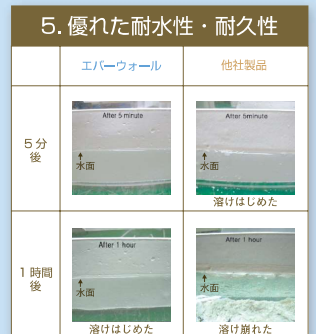 5. 優れた耐水性・耐久性
エバーウォール
他社製品
5分
後
After 5 minute
水面
After 5minute
水面
溶けはじめた
1時間
後
After 1 hour
水面
溶けはじめた
After 1 hour
水面
溶け崩れた